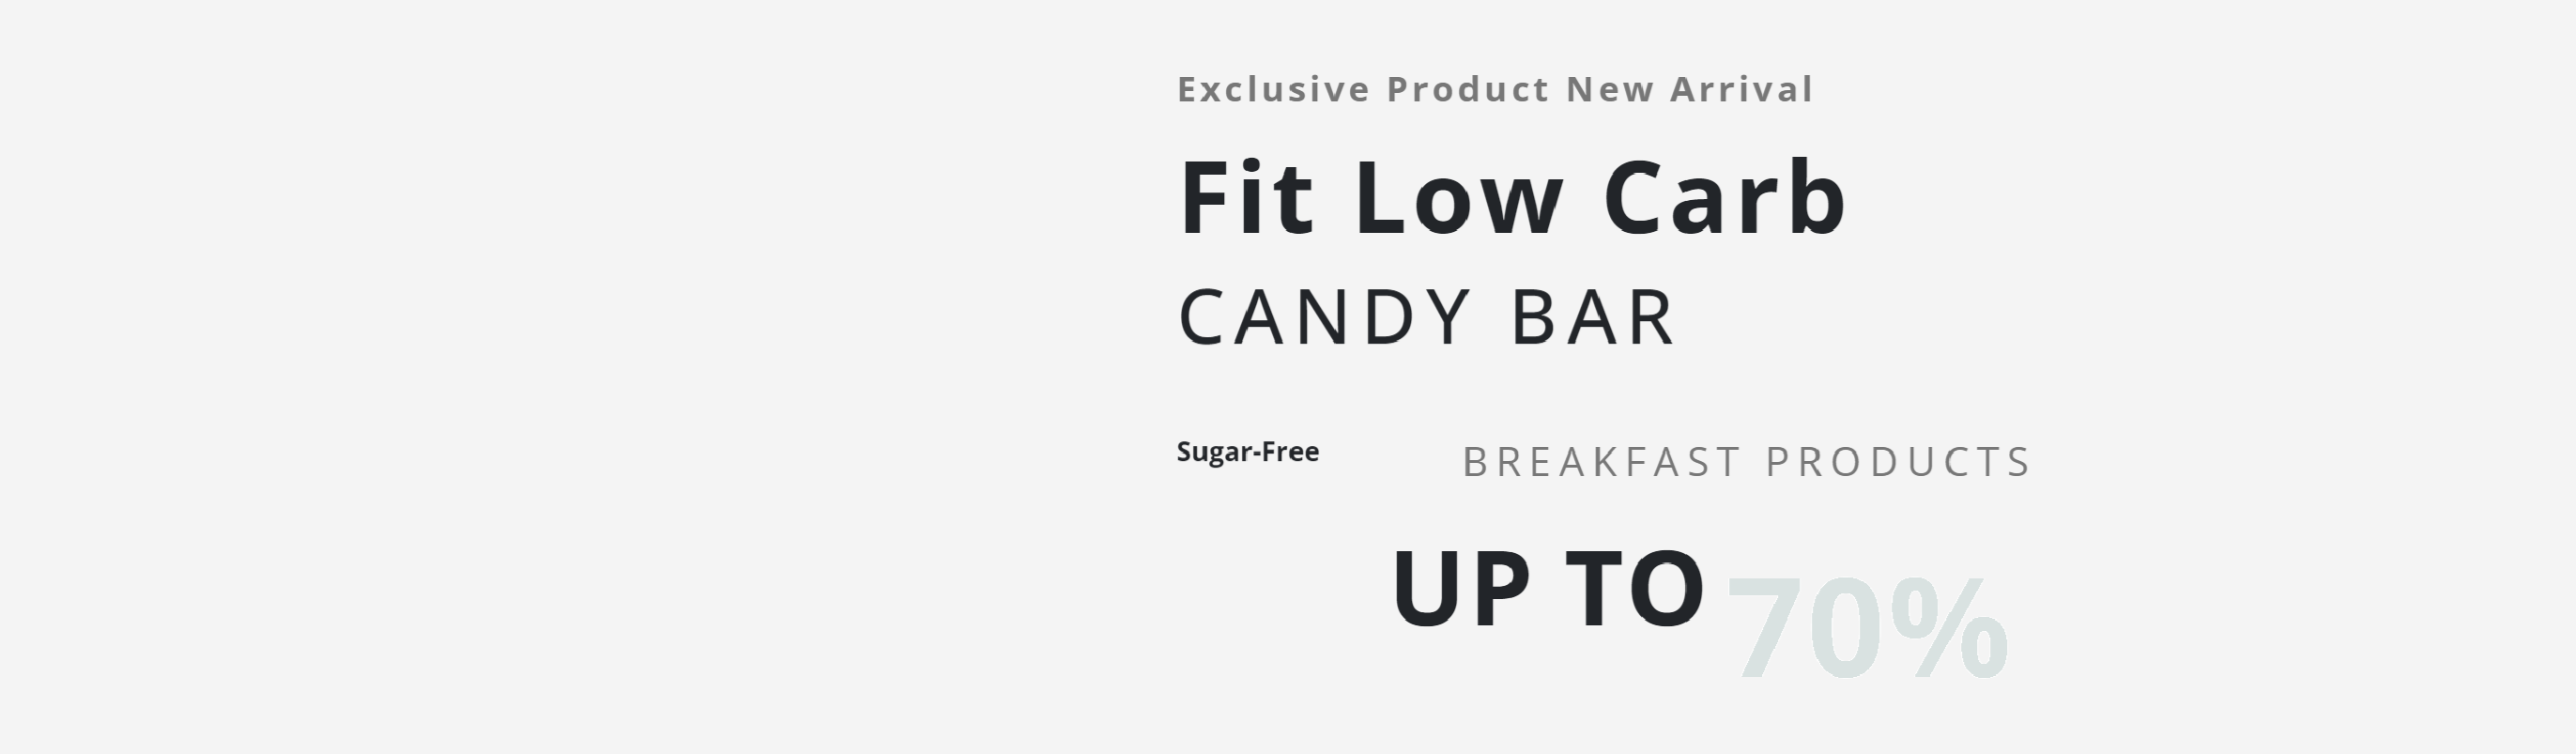 Exclusive Product New Arrival
Fit Low Carb
CANDY BAR
Sugar-Free
BREAKFAST PRODUCTS
UP TO 70%